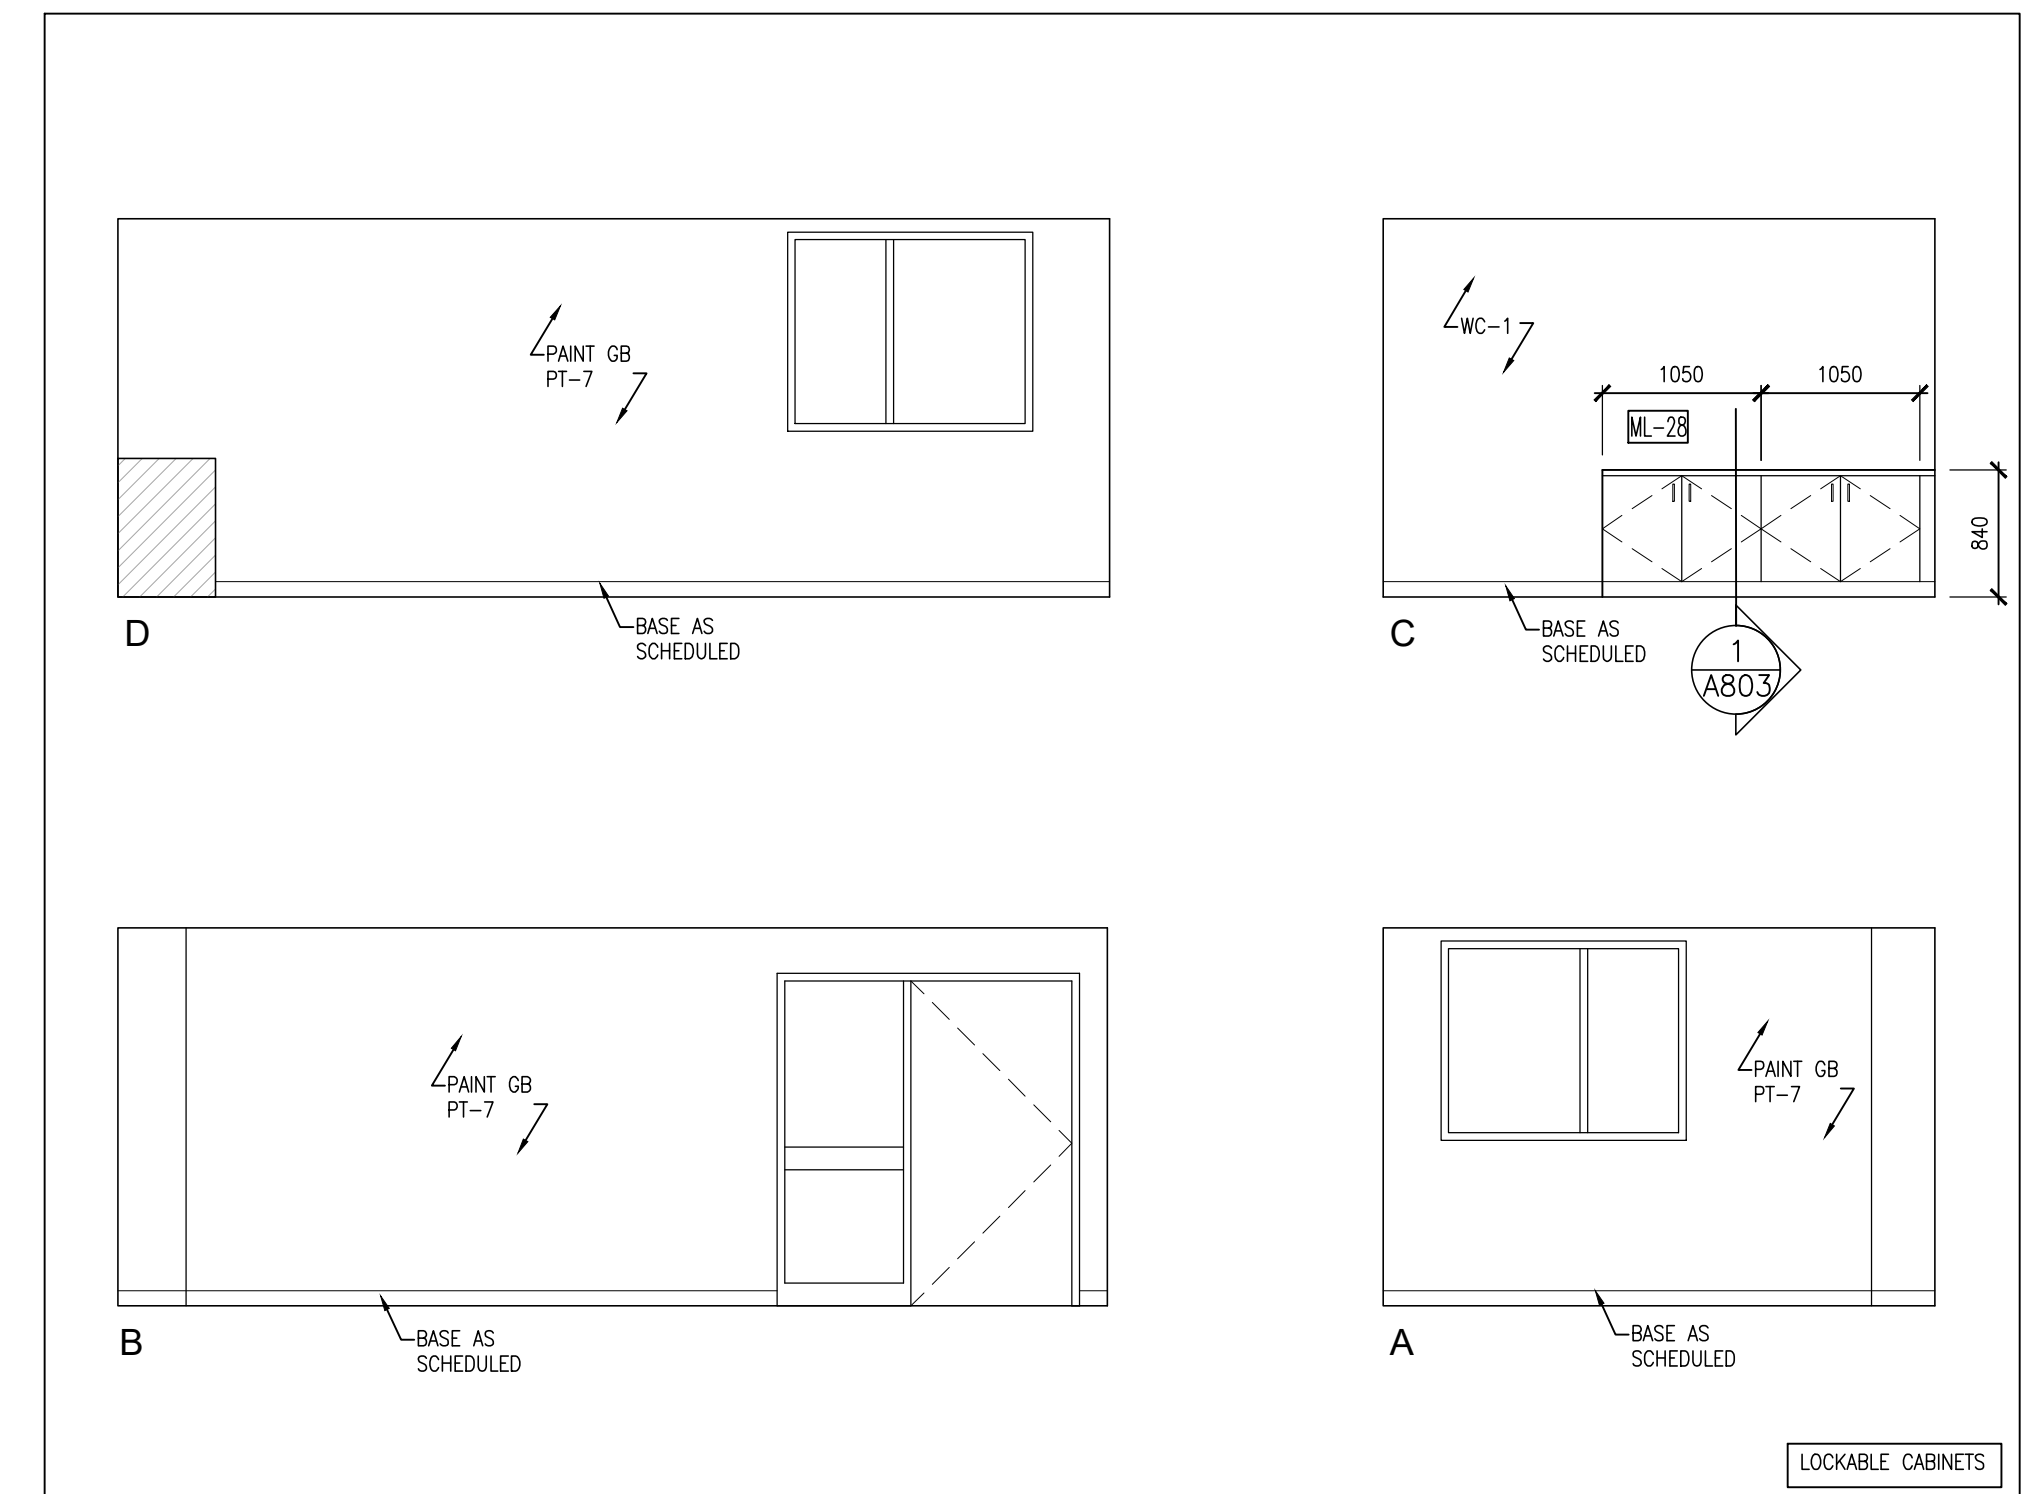 PAINT GB
PT-7
BASE AS
SCHEDULED
D
WC-1
1050
1050
ML-28
840
BASE AS
SCHEDULED
C
1
A803
PAINT GB
PT-7
BASE AS
SCHEDULED
B
PAINT GB
PT-7
BASE AS
SCHEDULED
A
LOCKABLE CABINETS